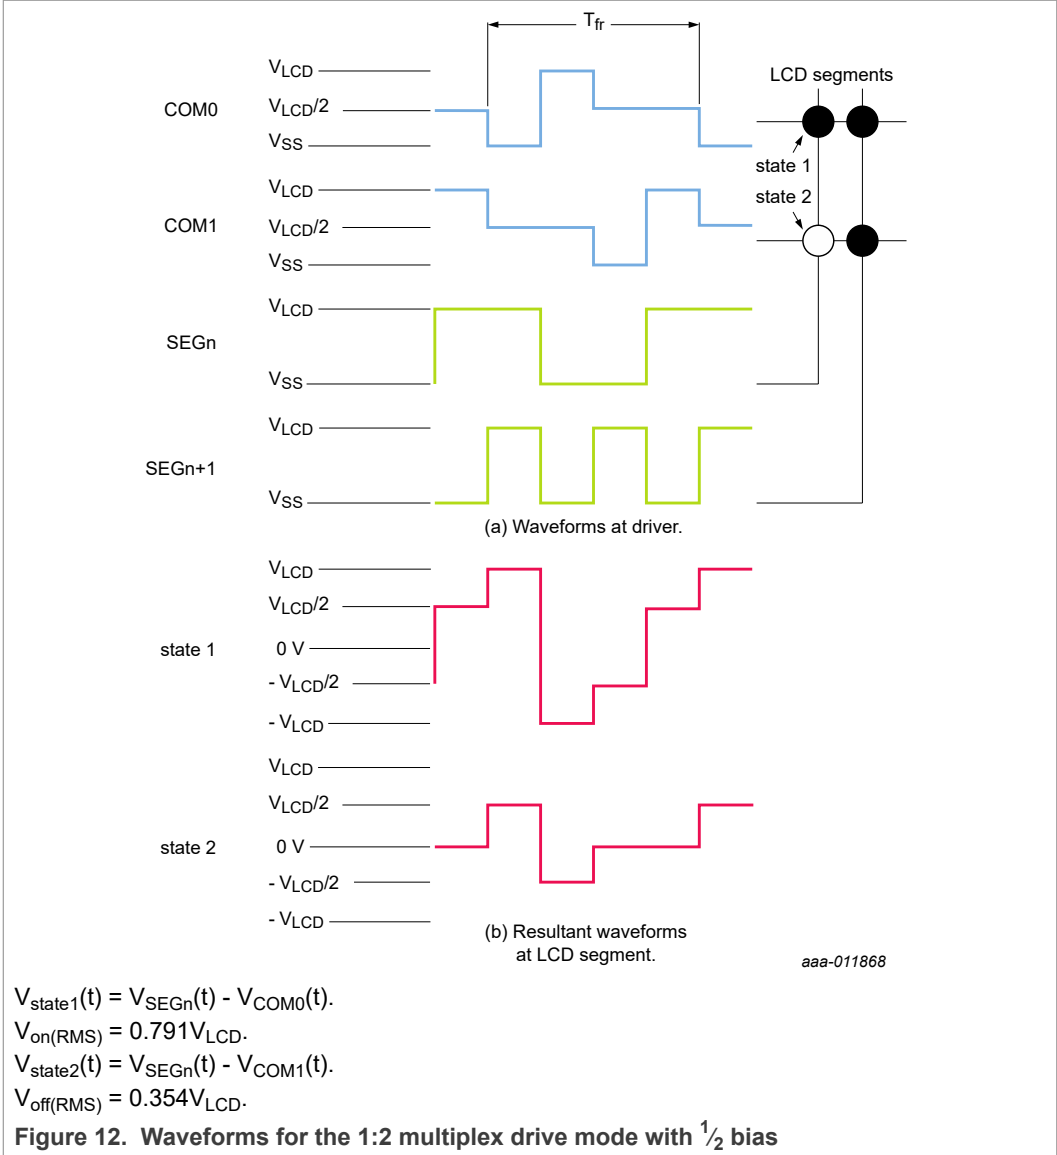 Tfr
VLCD
COM0
VLCD/2
VSS
LCD segments
state 1
state 2
VLCD
COM1
VLCD/2
VSS
VLCD
SEGn
VSS
VLCD
SEGn+1
VSS
(a) Waveforms at driver.
VLCD
VLCD/2
state 1
0 V
- VLCD/2
- VLCD
VLCD
VLCD/2
state 2
0 V
- VLCD/2
- VLCD
(b) Resultant waveforms
at LCD segment.
aaa-011868
Vstate1(t) = VSEGn(t) - VCOM0(t).
Von(RMS) = 0.791VLCD.
Vstate2(t) = VSEGn(t) - VCOM1(t).
Voff(RMS) = 0.354VLCD.
Figure 12. Waveforms for the 1:2 multiplex drive mode with 1⁄2 bias